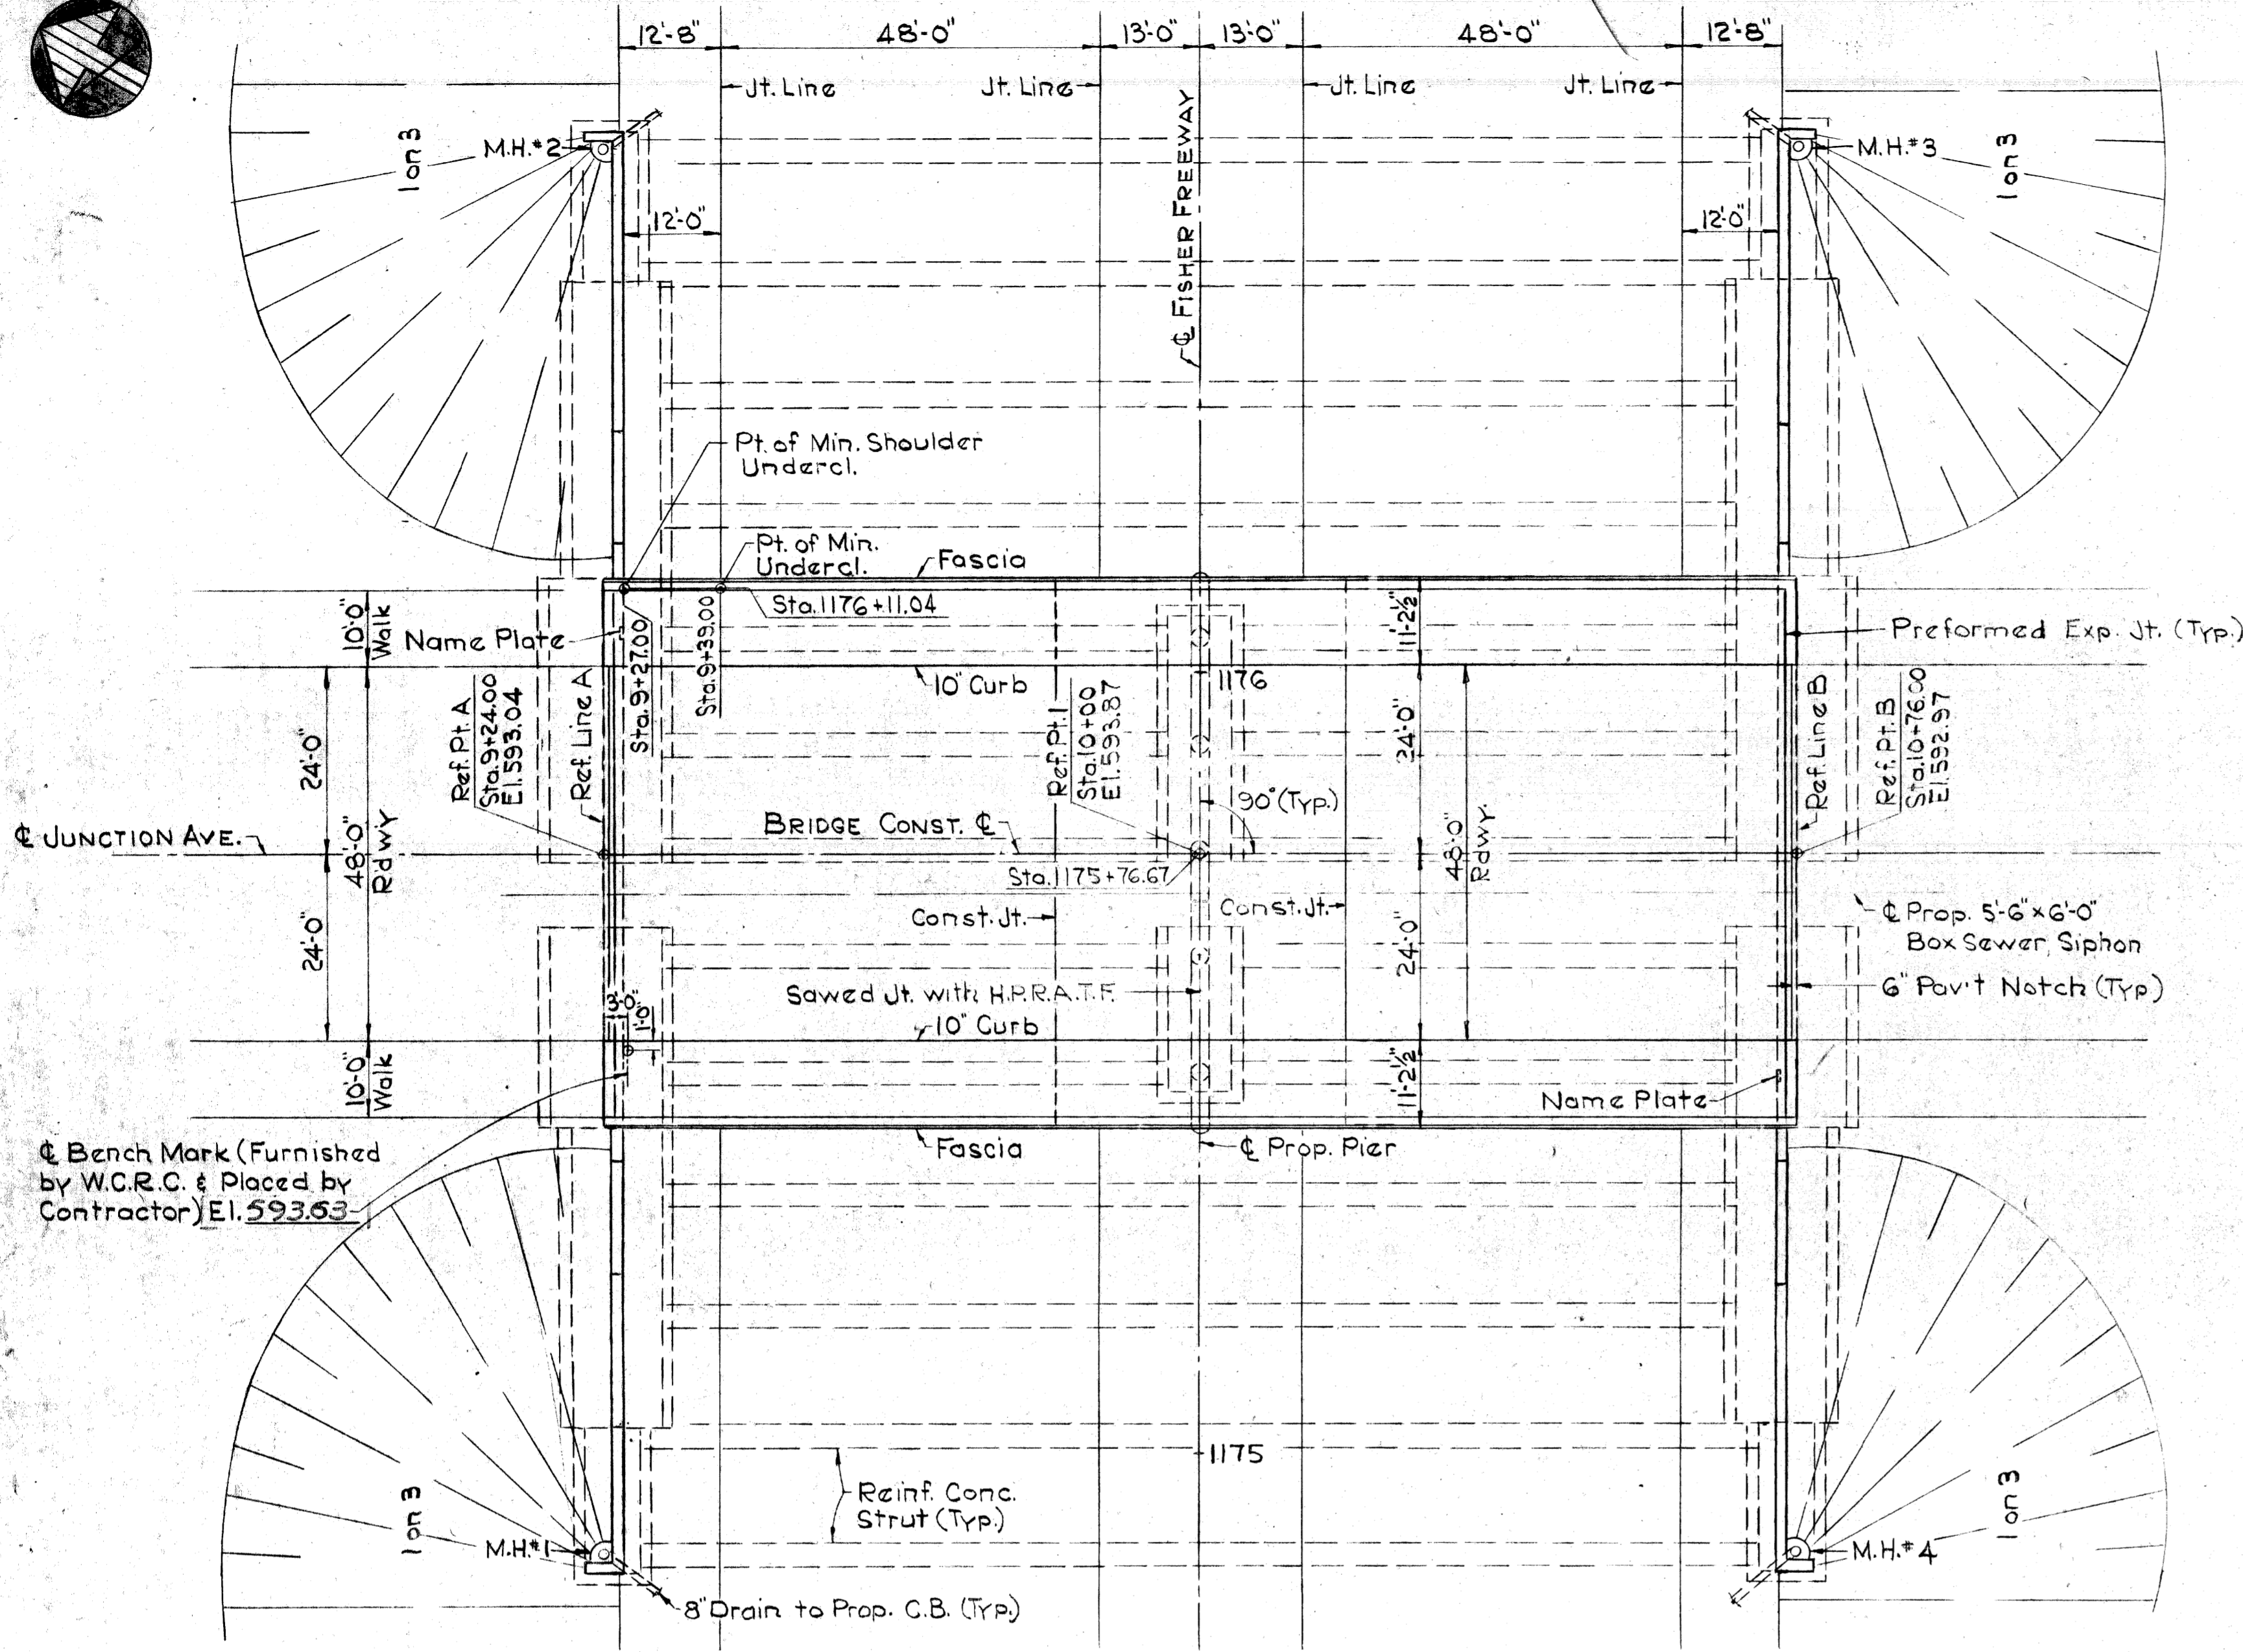 12'-8" 48'-0" 13'-0" 13'-0" 48'-0" 12'-8"
Jt. Line Jt. Line Jt. Line Jt. Line
℄ FISHER FREEWAY
1 on 3
M.H.#2
M.H.#3
1 on 3
12'-0"
12'-0"
Pt. of Min. Shoulder
Undercl.
Pt. of Min.
Undercl.
Fascia
Sta. 1176+11.04
10'-0"
Walk
Name Plate
Sta. 9+27.00
Sta. 9+39.00
11'-2½"
Preformed Exp. Jt. (Typ.)
10" Curb
1176
Ref. Pt. A
Sta. 9+24.00
El. 593.04
Ref. Line A
Ref. Pt. 1
Sta. 10+00
El. 593.87
24'-0"
Ref. Line B
Ref. Pt. B
Sta. 10+76.00
El. 592.97
24'-0"
90° (Typ.)
℄ JUNCTION AVE.
BRIDGE CONST. ℄
48'-0"
Rdwy
48'-0"
Rdwy.
Sta. 1175+76.67
Const. Jt.
Const. Jt.
℄ Prop. 5'-6" x 6'-0"
Box Sewer, Siphon
24'-0"
24'-0"
Sawed Jt. with H.P.R.A.T.F.
6" Pav't Notch (Typ.)
3'-0"
1'-0"
10" Curb
10'-0"
Walk
11'-2½"
Name Plate
℄ Bench Mark (Furnished
by W.C.R.C. & Placed by
Contractor) El. 593.53
Fascia
℄ Prop. Pier
1175
Reinf. Conc.
Strut (Typ.)
1 on 3
M.H.#1
M.H.#4
1 on 3
8" Drain to Prop. C.B. (Typ.)